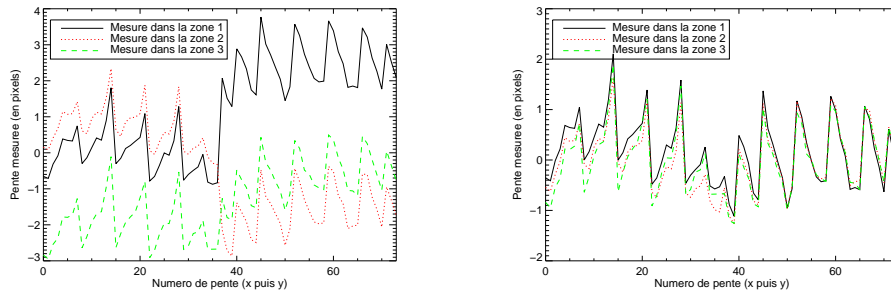 4
3
2
1
0
−1
−2
−3
Pente mesuree (en pixels)
Mesure dans la zone 1
Mesure dans la zone 2
Mesure dans la zone 3
0
20
40
60
Numero de pente (x puis y)
3
2
1
0
−1
−2
Pente mesuree (en pixels)
Mesure dans la zone 1
Mesure dans la zone 2
Mesure dans la zone 3
0
20
40
60
Numero de pente (x puis y)